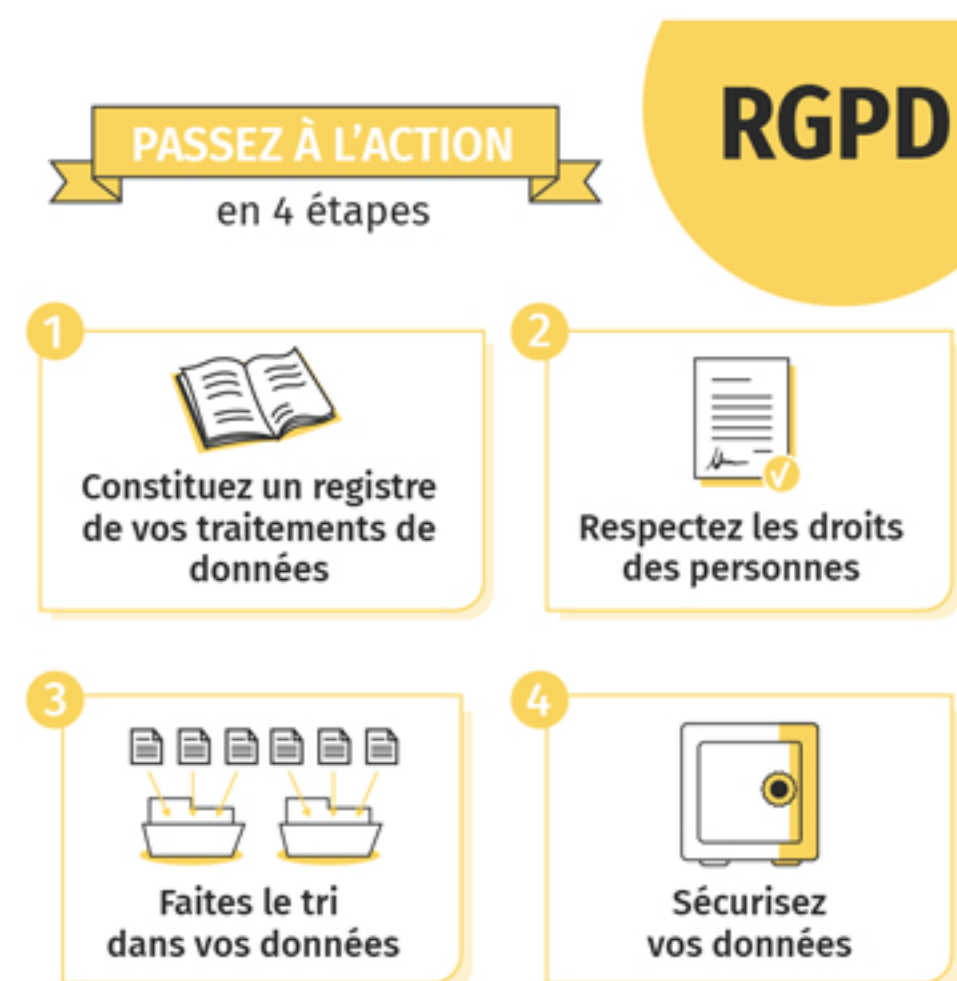 RGPD
PASSEZ À L'ACTION
en 4 étapes
1
Constituez un registre
de vos traitements de
données
2
Respectez les droits
des personnes
3
Faites le tri
dans vos données
4
Sécurisez
vos données